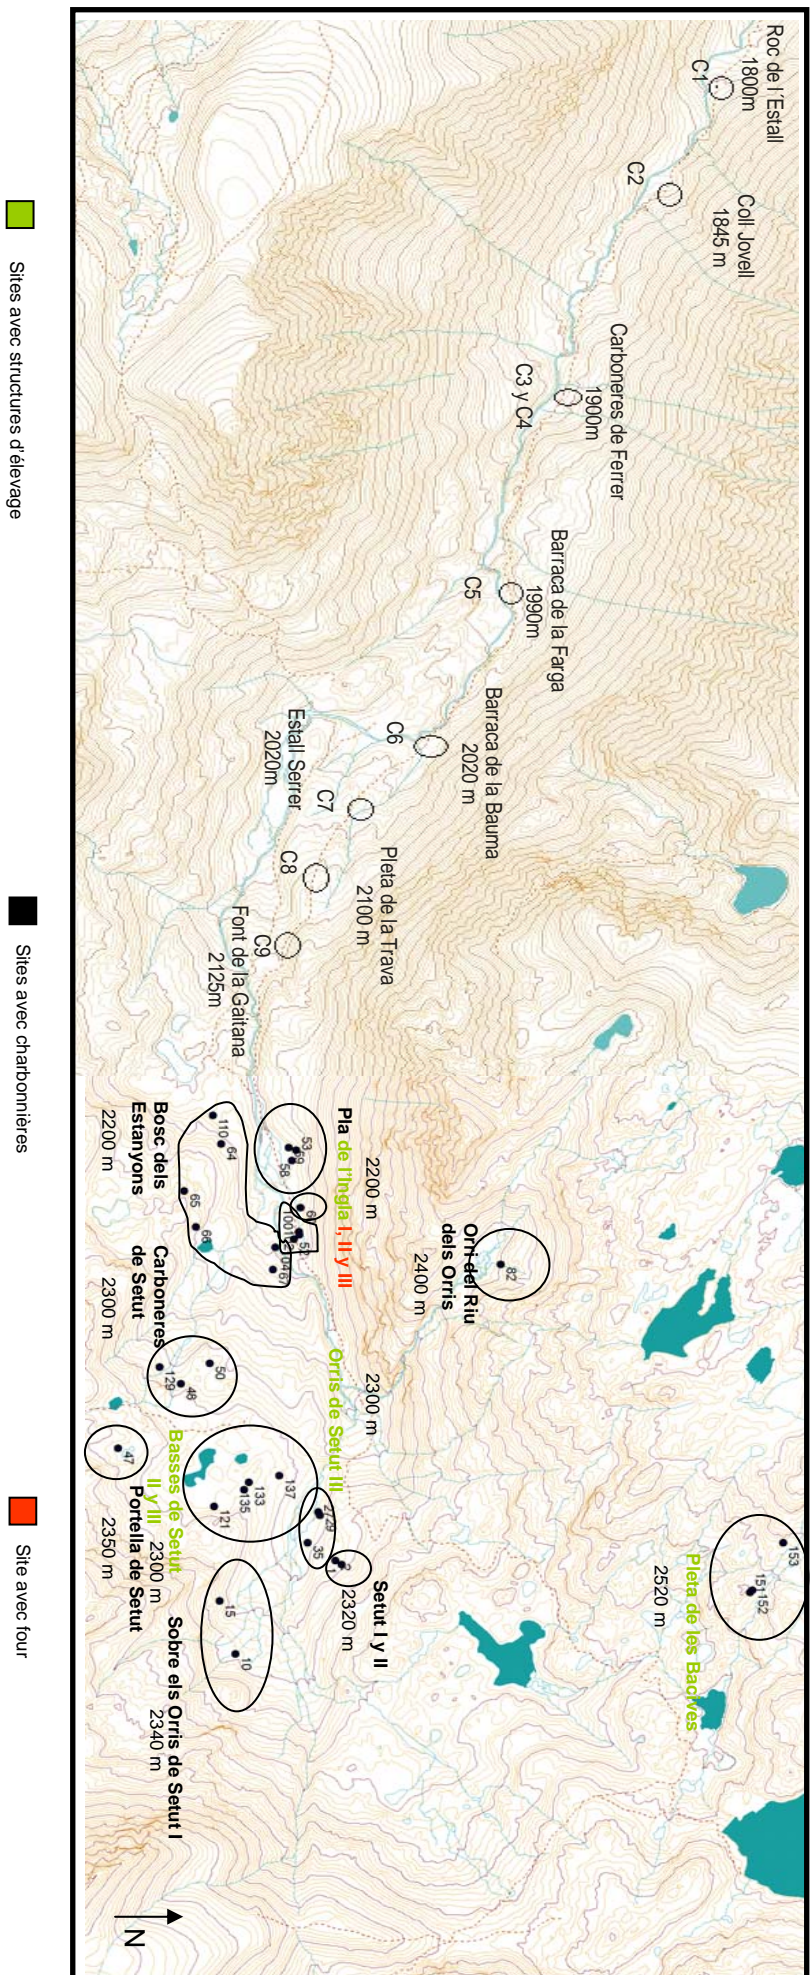 Roc de l'Estall
1800m
C1
Coll Jovell
1845 m
C2
Carboneres de Ferrer
1900m
C3 y C4
Barraca de la Farga
1990m
C5
Barraca de la Bauma
2020 m
C6
Estall Serrer
2020m
C7
Pleta de la Trava
2100 m
C8
C9
Font de la Gaitana
2125m
Bosc dels
Estanyons
2200 m
110
64
65
66
67
Pla de l'Ingla I, II y III
2200 m
53
58
52
Orri del Riu
dels Orris
2400 m
82
Carboneres
de Setut
2300 m
50
48
129
Orris de Setut III
2300 m
27
29
35
Basses de Setut
II y III
2300 m
137
133
135
121
47
Portella de Setut
2350 m
Setut I y II
2320 m
2
1
Sobre els Orris de Setut I
2340 m
15
10
Pleta de les Bacives
2520 m
153
151
152
N
Sites avec structures d'élevage
Sites avec charbonnières
Site avec four